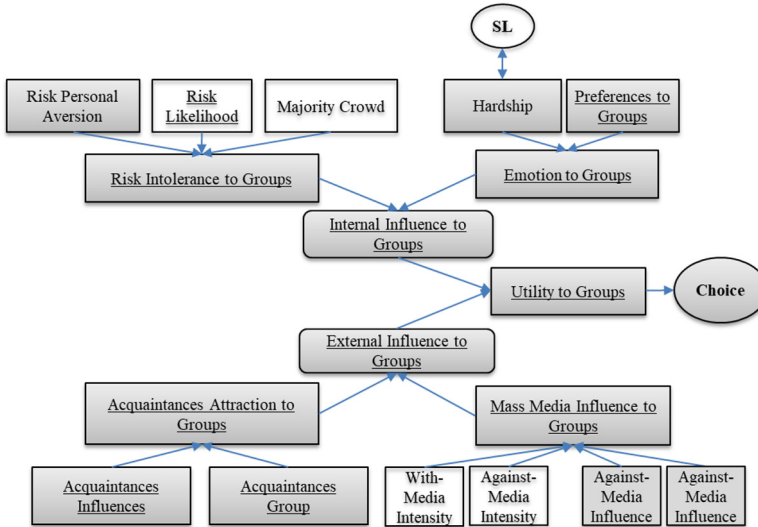 SL
Risk Personal
Aversion
Risk
Likelihood
Majority Crowd
Hardship
Preferences to
Groups
Risk Intolerance to Groups
Emotion to Groups
Internal Influence to
Groups
Utility to Groups
Choice
External Influence to
Groups
Acquaintances Attraction to
Groups
Mass Media Influence to
Groups
Acquaintances
Influences
Acquaintances
Group
With-
Media
Intensity
Against-
Media
Intensity
Against-
Media
Influence
Against-
Media
Influence